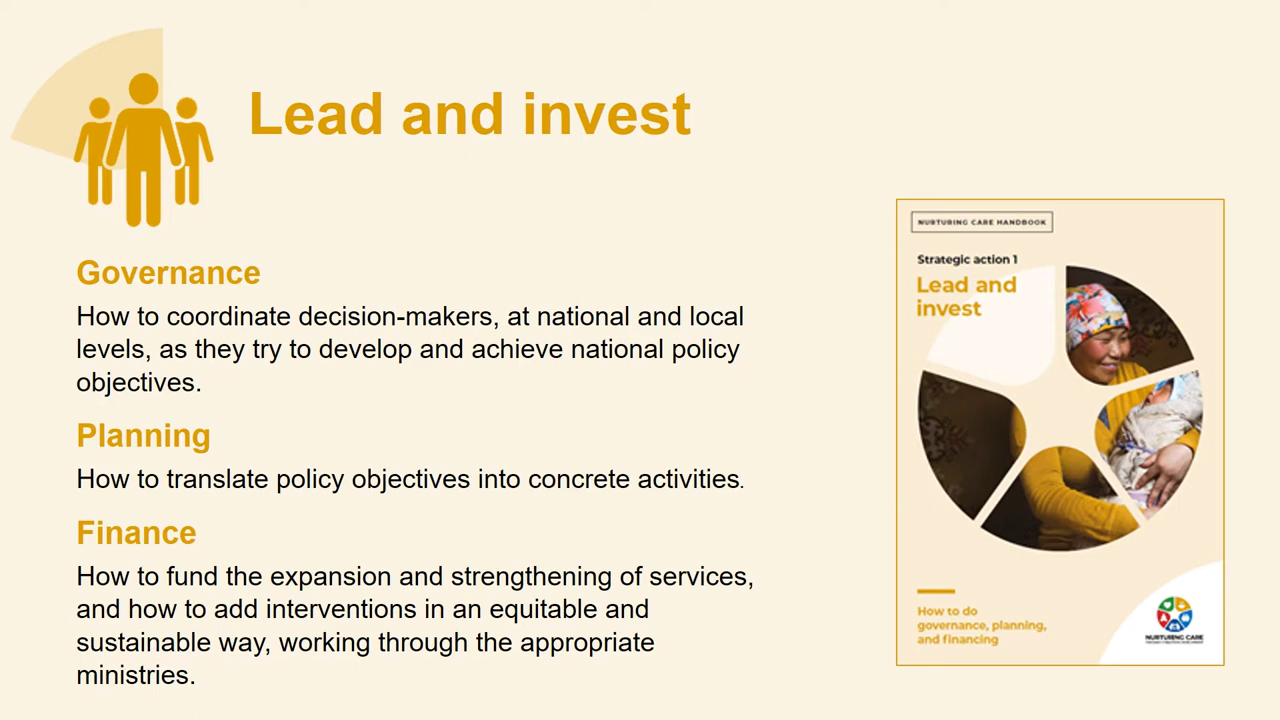 Lead and invest
Governance
How to coordinate decision-makers, at national and local
levels, as they try to develop and achieve national policy
objectives.
Planning
How to translate policy objectives into concrete activities.
Finance
How to fund the expansion and strengthening of services,
and how to add interventions in an equitable and
sustainable way, working through the appropriate
ministries.
NURTURING CARE HANDBOOK
Strategic action 1
Lead and
invest
How to do
governance, planning,
and financing
NURTURING CARE